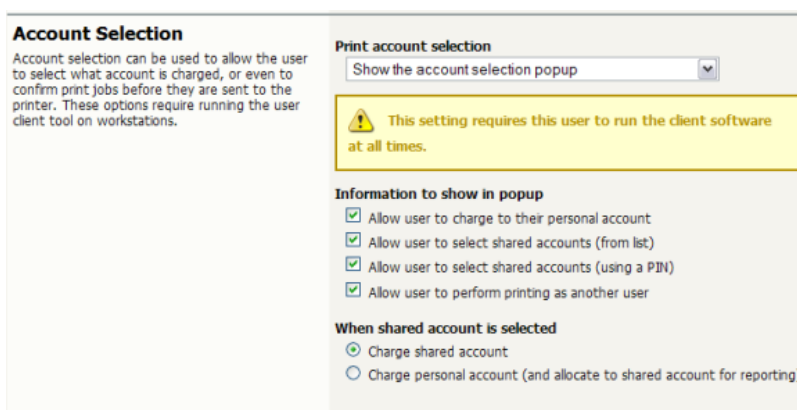 Account Selection
Account selection can be used to allow the user
to select what account is charged, or even to
confirm print jobs before they are sent to the
printer. These options require running the user
client tool on workstations.
Print account selection
Show the account selection popup
This setting requires this user to run the client software
at all times.
Information to show in popup
Allow user to charge to their personal account
Allow user to select shared accounts (from list)
Allow user to select shared accounts (using a PIN)
Allow user to perform printing as another user
When shared account is selected
Charge shared account
Charge personal account (and allocate to shared account for reporting)